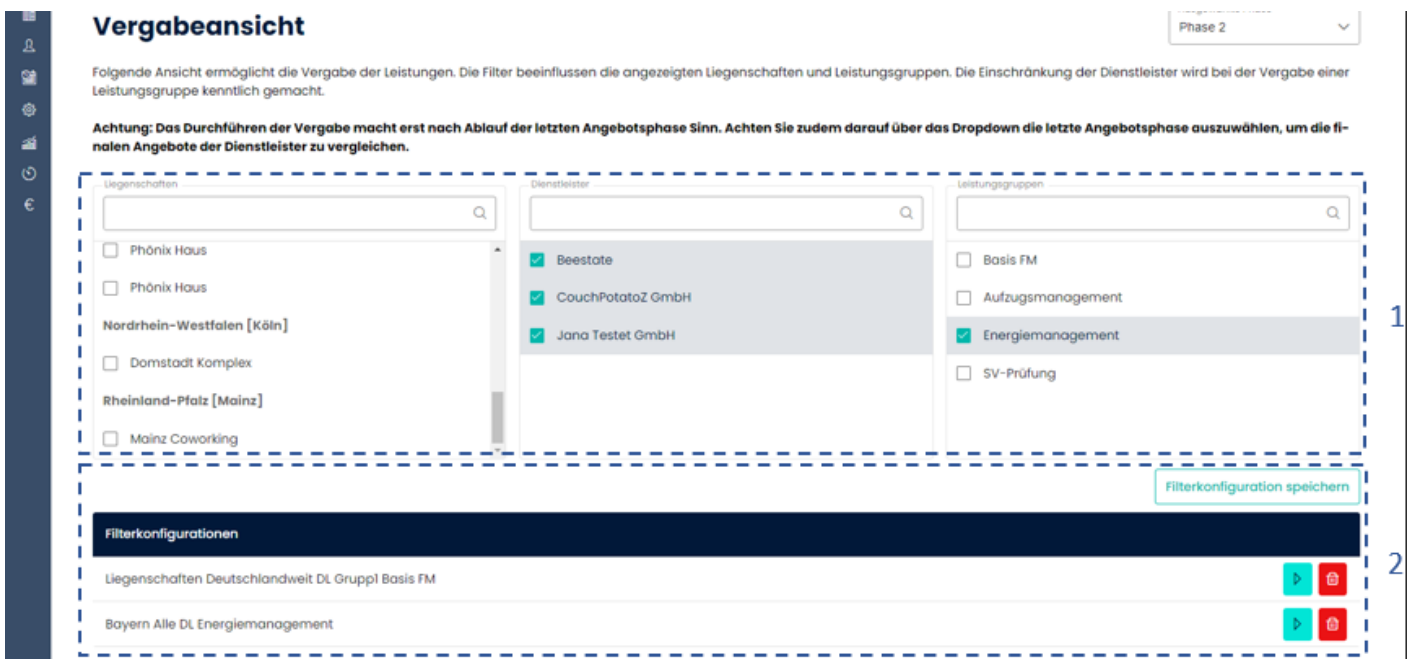 Vergabeansicht
Phase 2
Folgende Ansicht ermöglicht die Vergabe der Leistungen. Die Filter beeinflussen die angezeigten Liegenschaften und Leistungsgruppen. Die Einschränkung der Dienstleister wird bei der Vergabe einer
Leistungsgruppe kenntlich gemacht.
Achtung: Das Durchführen der Vergabe macht erst nach Ablauf der letzten Angebotsphase Sinn. Achten Sie zudem darauf über das Dropdown die letzte Angebotsphase auszuwählen, um die fi-
nalen Angebote der Dienstleister zu vergleichen.
Liegenschaften
Phönix Haus
Phönix Haus
Nordrhein-Westfalen [Köln]
Domstadt Komplex
Rheinland-Pfalz [Mainz]
Mainz Coworking
Dienstleister
Beestate
CouchPotatoZ GmbH
Jana Testet GmbH
Leistungsgruppen
Basis FM
Aufzugsmanagement
Energiemanagement
SV-Prüfung
1
Filterkonfiguration speichern
Filterkonfigurationen
Liegenschaften Deutschlandweit DL Grupp1 Basis FM
Bayern Alle DL Energiemanagement
2